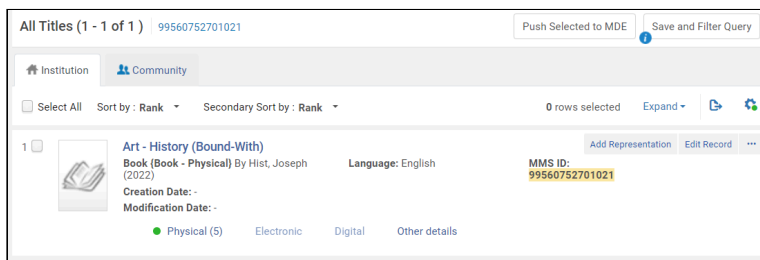 All Titles (1 - 1 of 1 ) 99560752701021 Push Selected to MDE Save and Filter Query
Institution Community
Select All Sort by : Rank Secondary Sort by : Rank 0 rows selected Expand
1 Art - History (Bound-With) Add Representation Edit Record ...
Book {Book - Physical} By Hist, Joseph Language: English MMS ID:
(2022) 99560752701021
Creation Date: -
Modification Date: -
Physical (5) Electronic Digital Other details